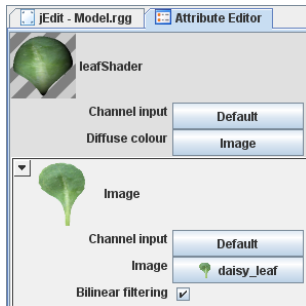 jEdit - Model.rgg Attribute Editor
leafShader
Channel input Default
Diffuse colour Image
Image
Channel input Default
Image daisy_leaf
Bilinear filtering